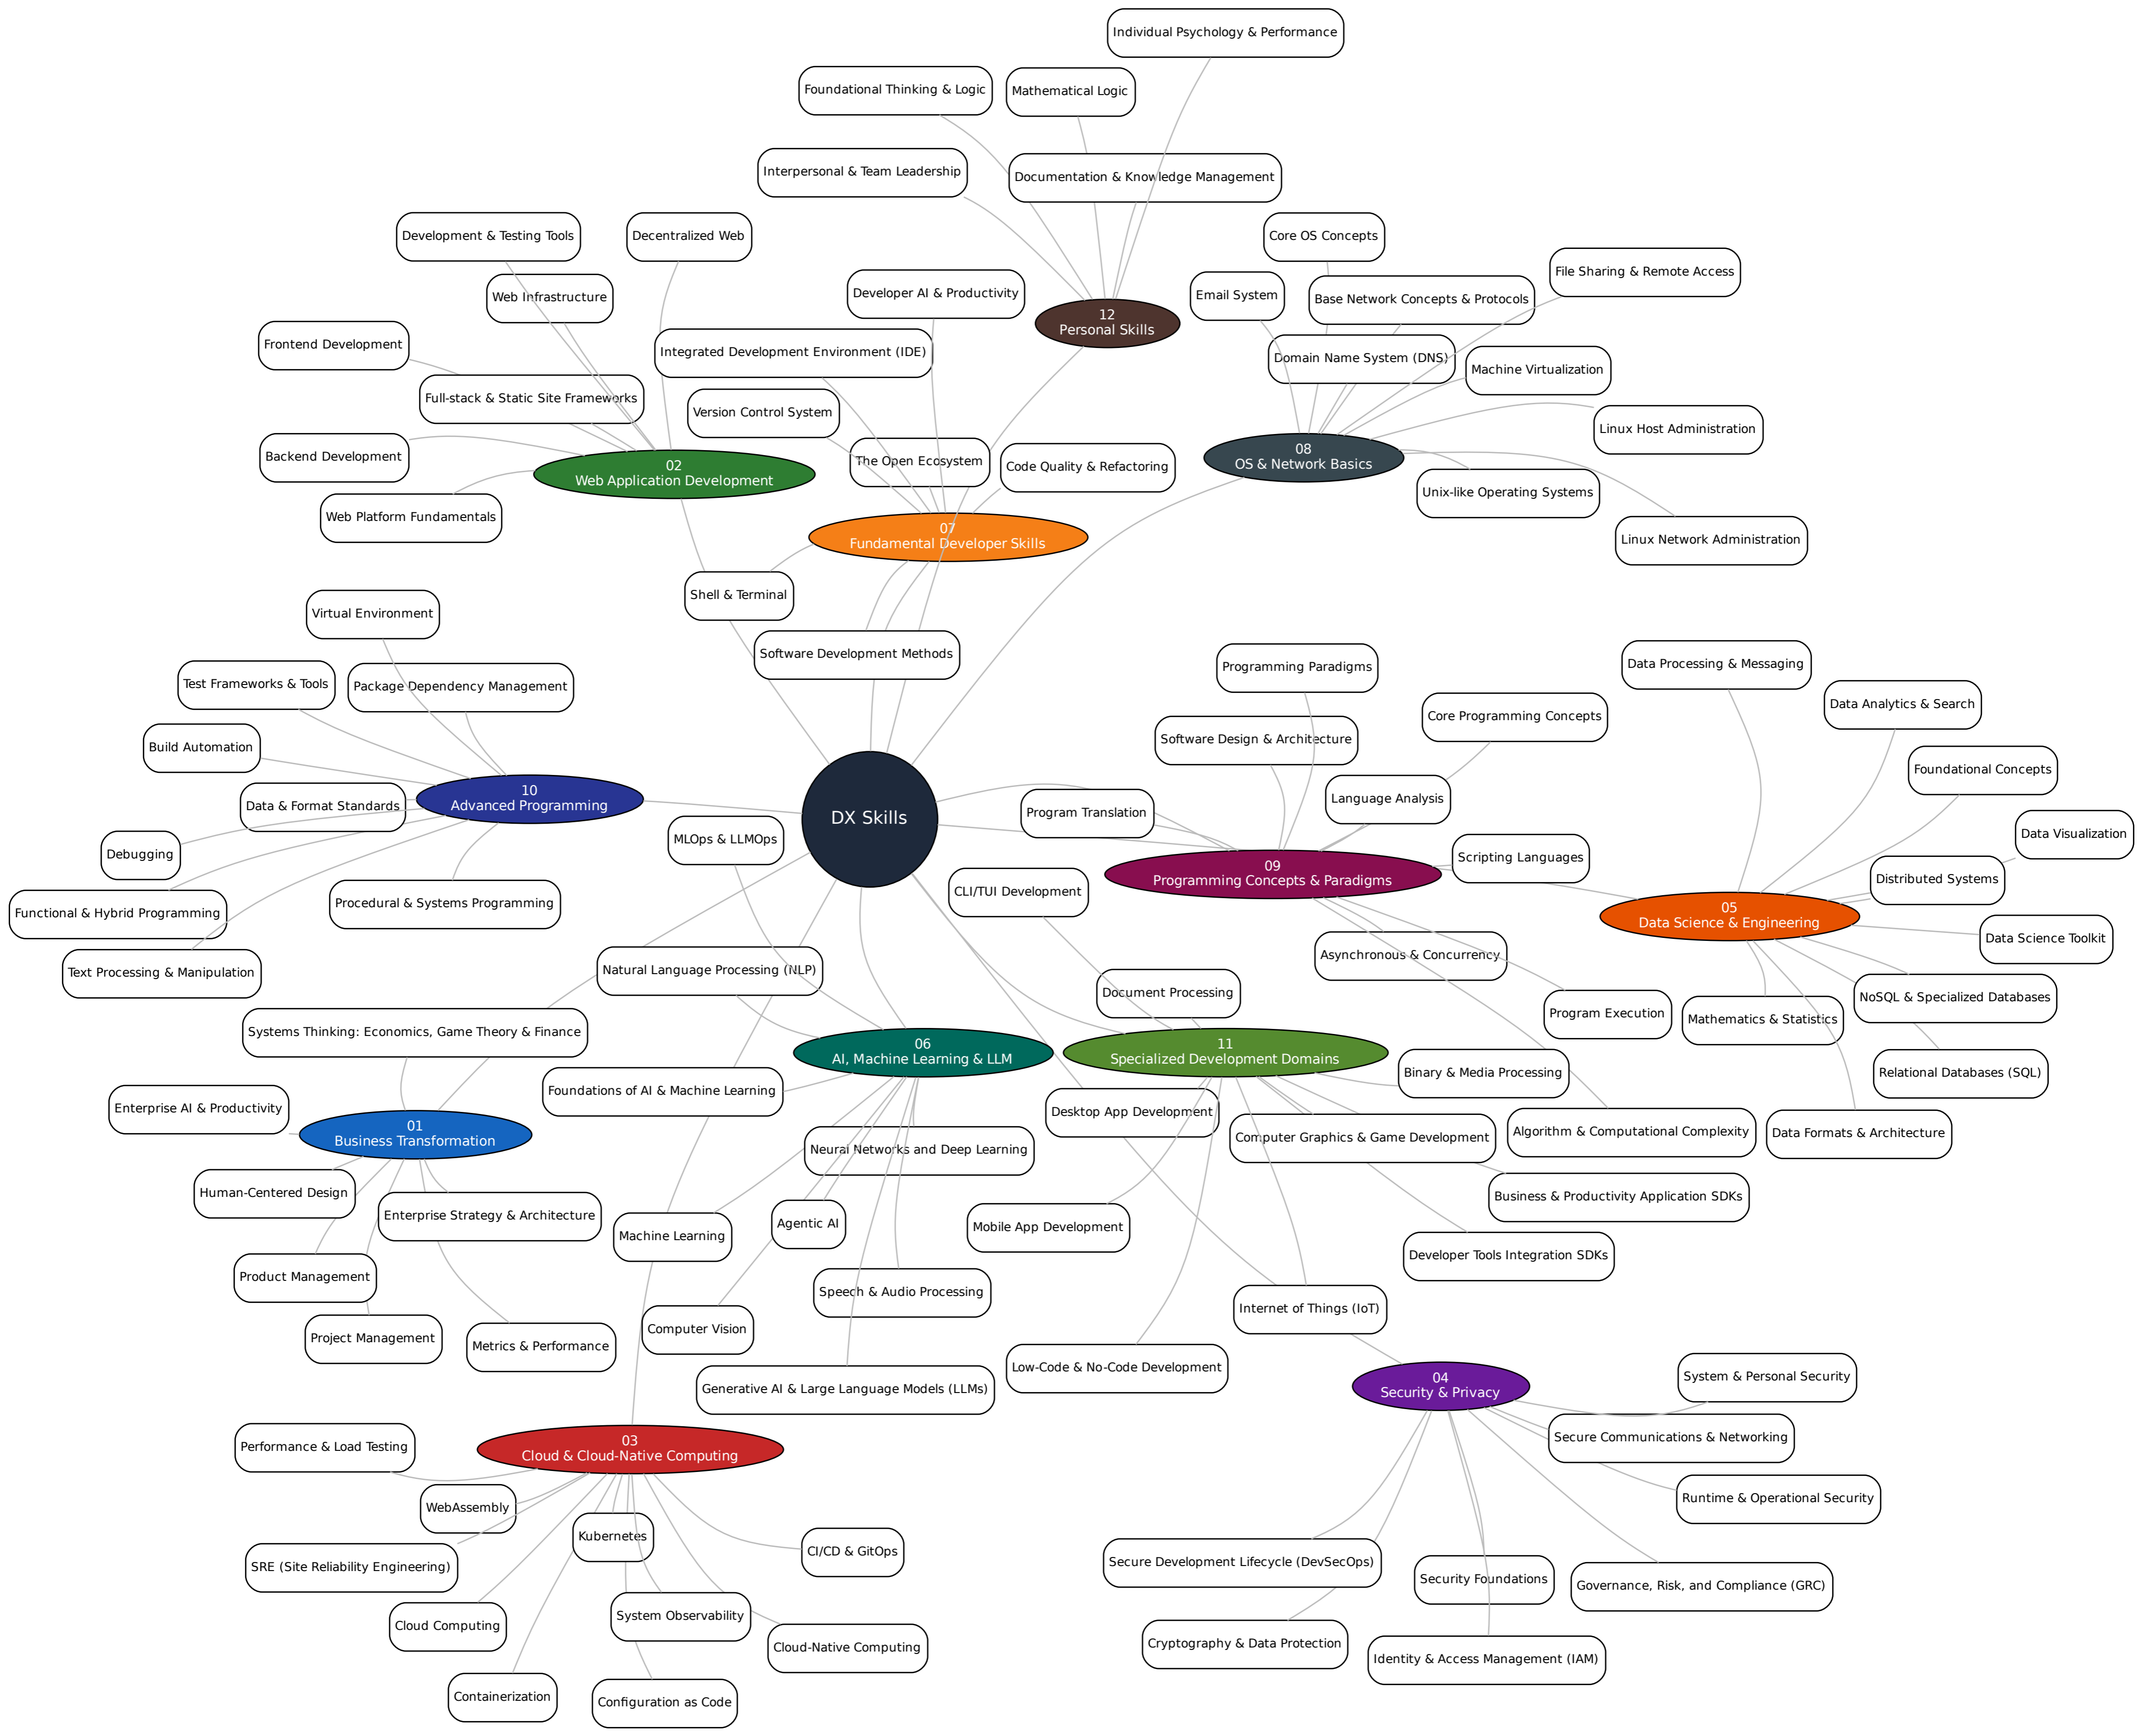 Individual Psychology & Performance
Foundational Thinking & Logic
Mathematical Logic
Interpersonal & Team Leadership
Documentation & Knowledge Management
12
Personal Skills
Development & Testing Tools
Decentralized Web
Web Infrastructure
Frontend Development
Full-stack & Static Site Frameworks
Backend Development
Web Platform Fundamentals
02
Web Application Development
Developer AI & Productivity
Integrated Development Environment (IDE)
Version Control System
The Open Ecosystem
Code Quality & Refactoring
07
Fundamental Developer Skills
Shell & Terminal
Software Development Methods
Core OS Concepts
Email System
Base Network Concepts & Protocols
File Sharing & Remote Access
Domain Name System (DNS)
Machine Virtualization
Linux Host Administration
08
OS & Network Basics
Unix-like Operating Systems
Linux Network Administration
Virtual Environment
Test Frameworks & Tools
Package Dependency Management
Build Automation
Data & Format Standards
10
Advanced Programming
Debugging
Functional & Hybrid Programming
Procedural & Systems Programming
Text Processing & Manipulation
DX Skills
Programming Paradigms
Software Design & Architecture
Core Programming Concepts
Language Analysis
Program Translation
Scripting Languages
09
Programming Concepts & Paradigms
Asynchronous & Concurrency
Program Execution
Algorithm & Computational Complexity
Data Processing & Messaging
Data Analytics & Search
Foundational Concepts
Data Visualization
Distributed Systems
05
Data Science & Engineering
Data Science Toolkit
NoSQL & Specialized Databases
Mathematics & Statistics
Relational Databases (SQL)
Data Formats & Architecture
MLOps & LLMOps
Natural Language Processing (NLP)
06
AI, Machine Learning & LLM
Foundations of AI & Machine Learning
Neural Networks and Deep Learning
Agentic AI
Machine Learning
Speech & Audio Processing
Computer Vision
Generative AI & Large Language Models (LLMs)
CLI/TUI Development
Document Processing
11
Specialized Development Domains
Binary & Media Processing
Desktop App Development
Computer Graphics & Game Development
Business & Productivity Application SDKs
Mobile App Development
Developer Tools Integration SDKs
Internet of Things (IoT)
Low-Code & No-Code Development
Systems Thinking: Economics, Game Theory & Finance
Enterprise AI & Productivity
01
Business Transformation
Human-Centered Design
Enterprise Strategy & Architecture
Product Management
Project Management
Metrics & Performance
03
Cloud & Cloud-Native Computing
Performance & Load Testing
WebAssembly
Kubernetes
CI/CD & GitOps
SRE (Site Reliability Engineering)
Cloud Computing
System Observability
Cloud-Native Computing
Containerization
Configuration as Code
04
Security & Privacy
System & Personal Security
Secure Communications & Networking
Runtime & Operational Security
Secure Development Lifecycle (DevSecOps)
Security Foundations
Governance, Risk, and Compliance (GRC)
Cryptography & Data Protection
Identity & Access Management (IAM)